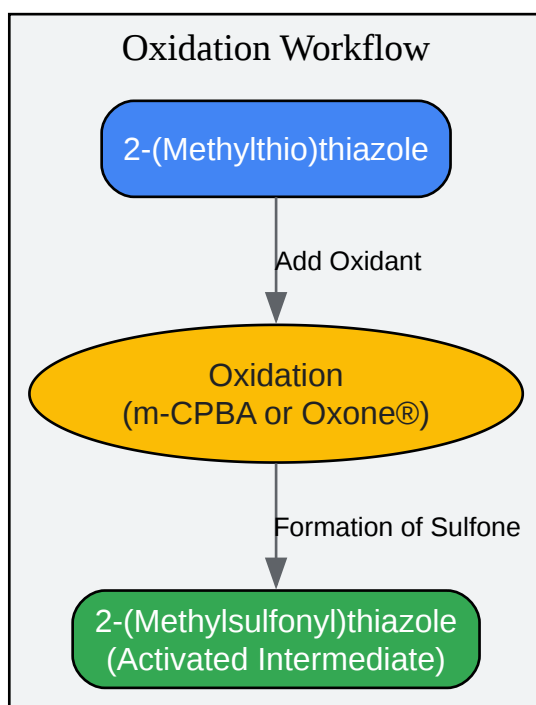 Oxidation Workflow
2-(Methylthio)thiazole
Add Oxidant
Oxidation
(m-CPBA or Oxone®)
Formation of Sulfone
2-(Methylsulfonyl)thiazole
(Activated Intermediate)